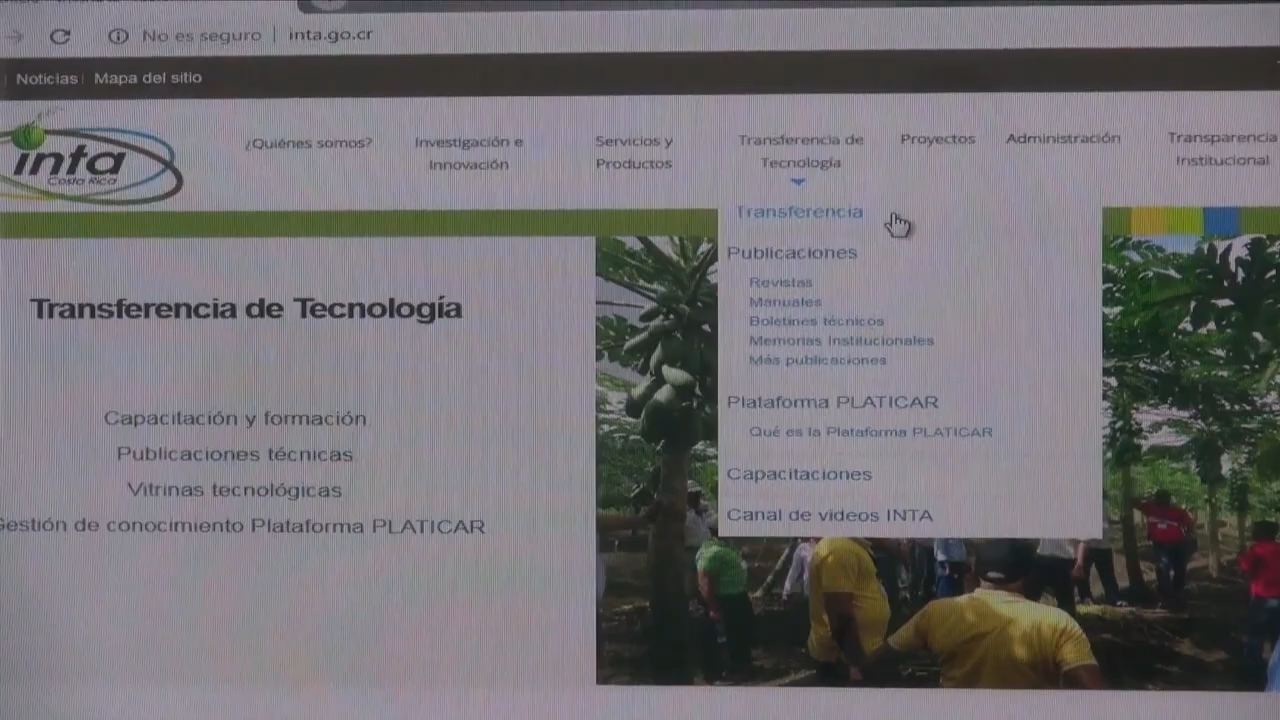 No es seguro | inta.go.cr
Noticias | Mapa del sitio
inta
Costa Rica
¿Quiénes somos?
Investigación e
Innovación
Servicios y
Productos
Transferencia de
Tecnología
Proyectos
Administración
Transparencia
Institucional
Transferencia
Publicaciones
Revistas
Manuales
Boletines técnicos
Memorias Institucionales
Más publicaciones
Plataforma PLATICAR
Qué es la Plataforma PLATICAR
Capacitaciones
Canal de videos INTA
Transferencia de Tecnología
Capacitación y formación
Publicaciones técnicas
Vitrinas tecnológicas
Gestión de conocimiento Plataforma PLATICAR